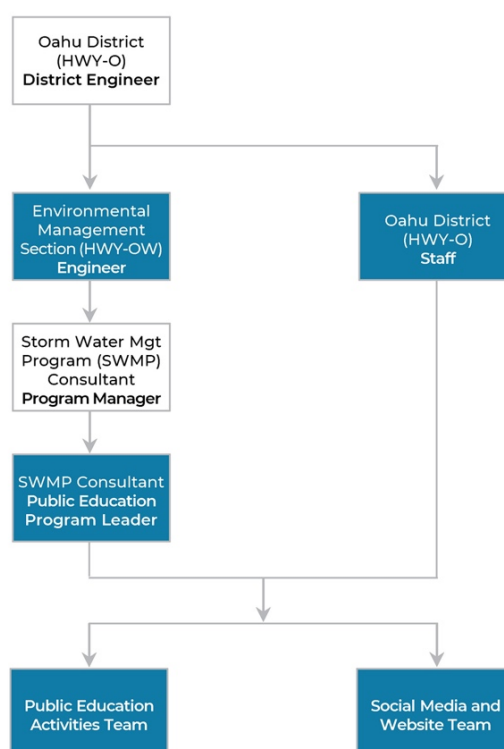 Oahu District
(HWY-O)
District Engineer
Environmental
Management
Section (HWY-OW)
Engineer
Oahu District
(HWY-O)
Staff
Storm Water Mgt
Program (SWMP)
Consultant
Program Manager
SWMP Consultant
Public Education
Program Leader
Public Education
Activities Team
Social Media and
Website Team